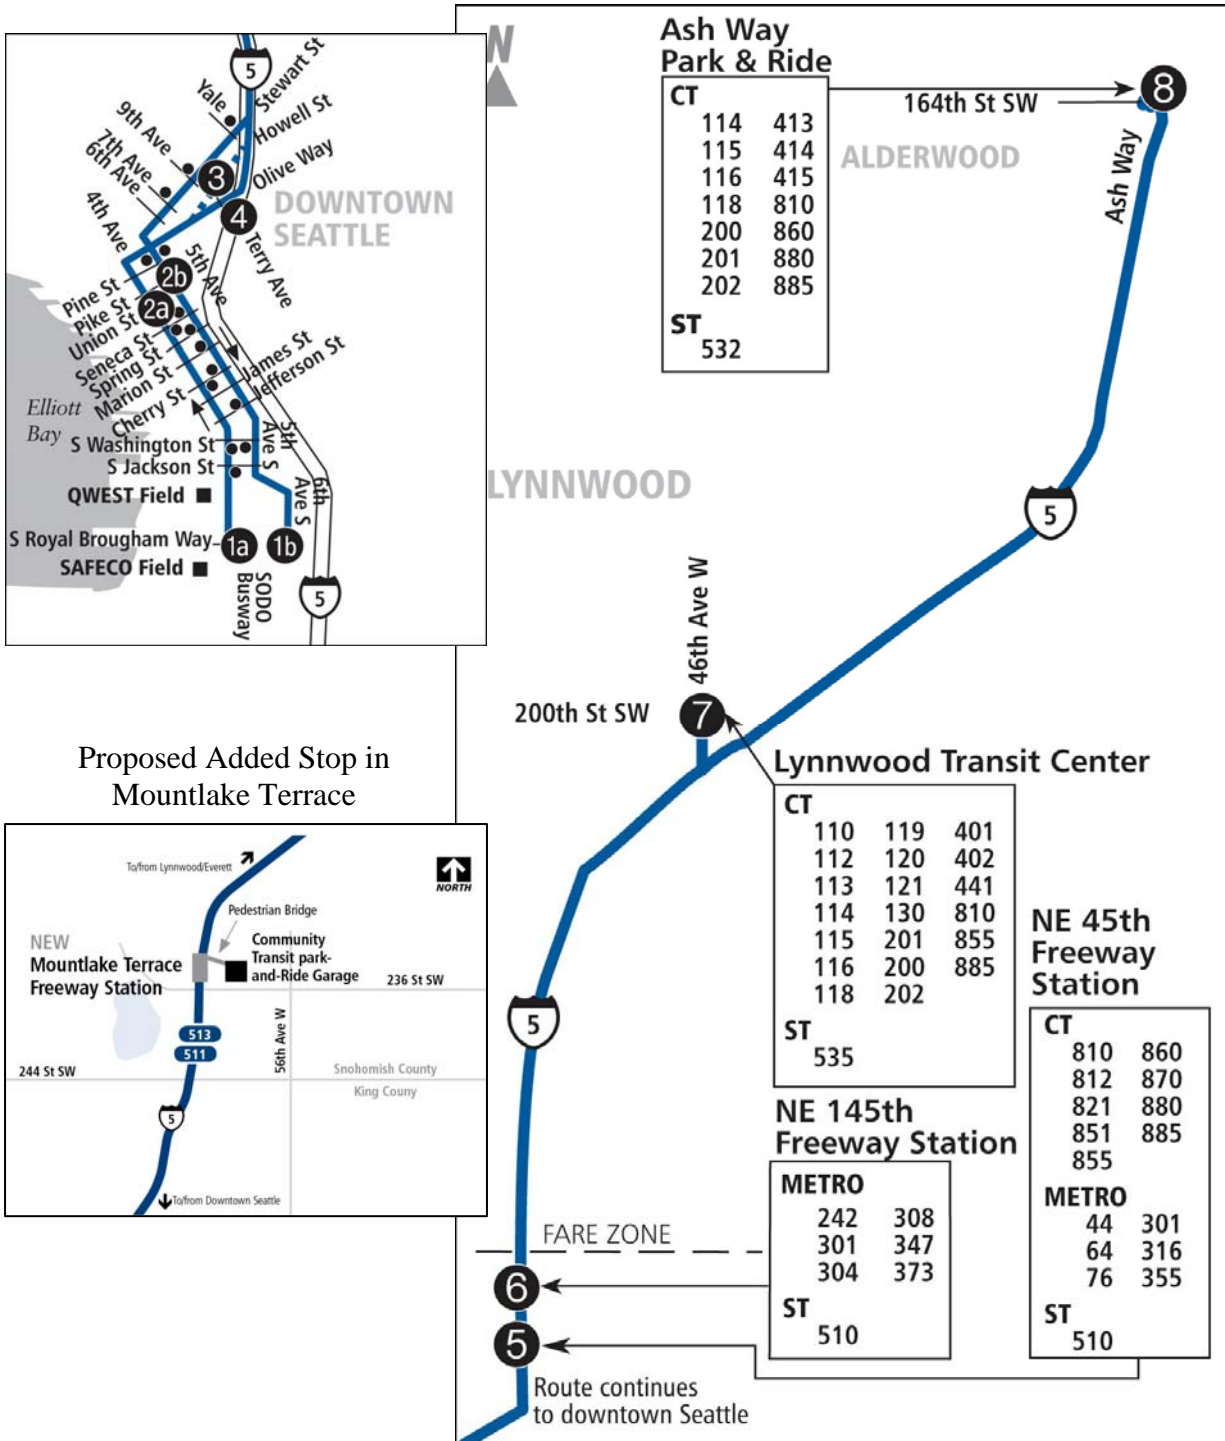 5
Stewart St
Yale
Howell St
9th Ave
7th Ave
6th Ave
Olive Way
3
4
DOWNTOWN
SEATTLE
4th Ave
5th Ave
Terry Ave
2b
2a
Pine St
Pike St
Union St
Seneca St
Spring St
Marion St
Cherry St
James St
Jefferson St
Elliott
Bay
S Washington St
S Jackson St
5th
Ave S
6th
Ave S
QWEST Field
S Royal Brougham Way
1a
1b
SAFECO Field
SODO
Busway
5
Proposed Added Stop in
Mountlake Terrace
To/from Lynnwood/Everett
NORTH
Pedestrian Bridge
NEW
Mountlake Terrace
Freeway Station
Community
Transit park-
and-Ride Garage
236 St SW
513
511
56th Ave W
244 St SW
Snohomish County
King Couny
5
To/from Downtown Seattle
N
Ash Way
Park & Ride
CT
114 413
115 414
116 415
118 810
200 860
201 880
202 885
ST
532
8
164th St SW
ALDERWOOD
Ash Way
LYNNWOOD
5
46th Ave W
200th St SW
7
Lynnwood Transit Center
CT
110 119 401
112 120 402
113 121 441
114 130 810
115 201 855
116 200 885
118 202
ST
535
5
NE 45th
Freeway
Station
CT
810 860
812 870
821 880
851 885
855
METRO
44 301
64 316
76 355
ST
510
NE 145th
Freeway Station
METRO
242 308
301 347
304 373
ST
510
FARE ZONE
6
5
Route continues
to downtown Seattle